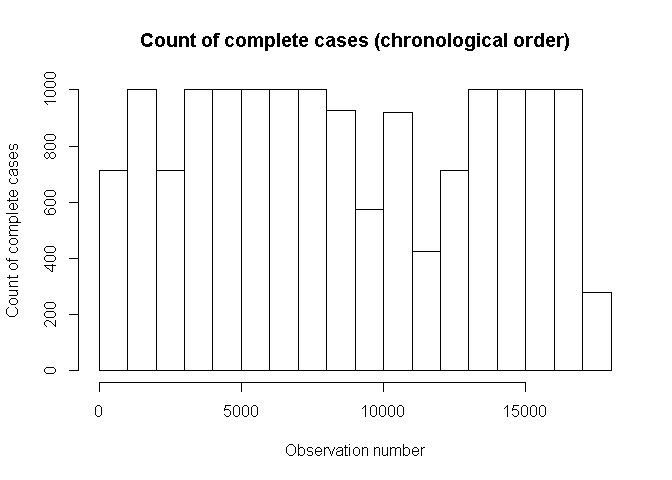 Count of complete cases (chronological order)
Count of complete cases
1000
800
600
400
200
0
0 5000 10000 15000
Observation number